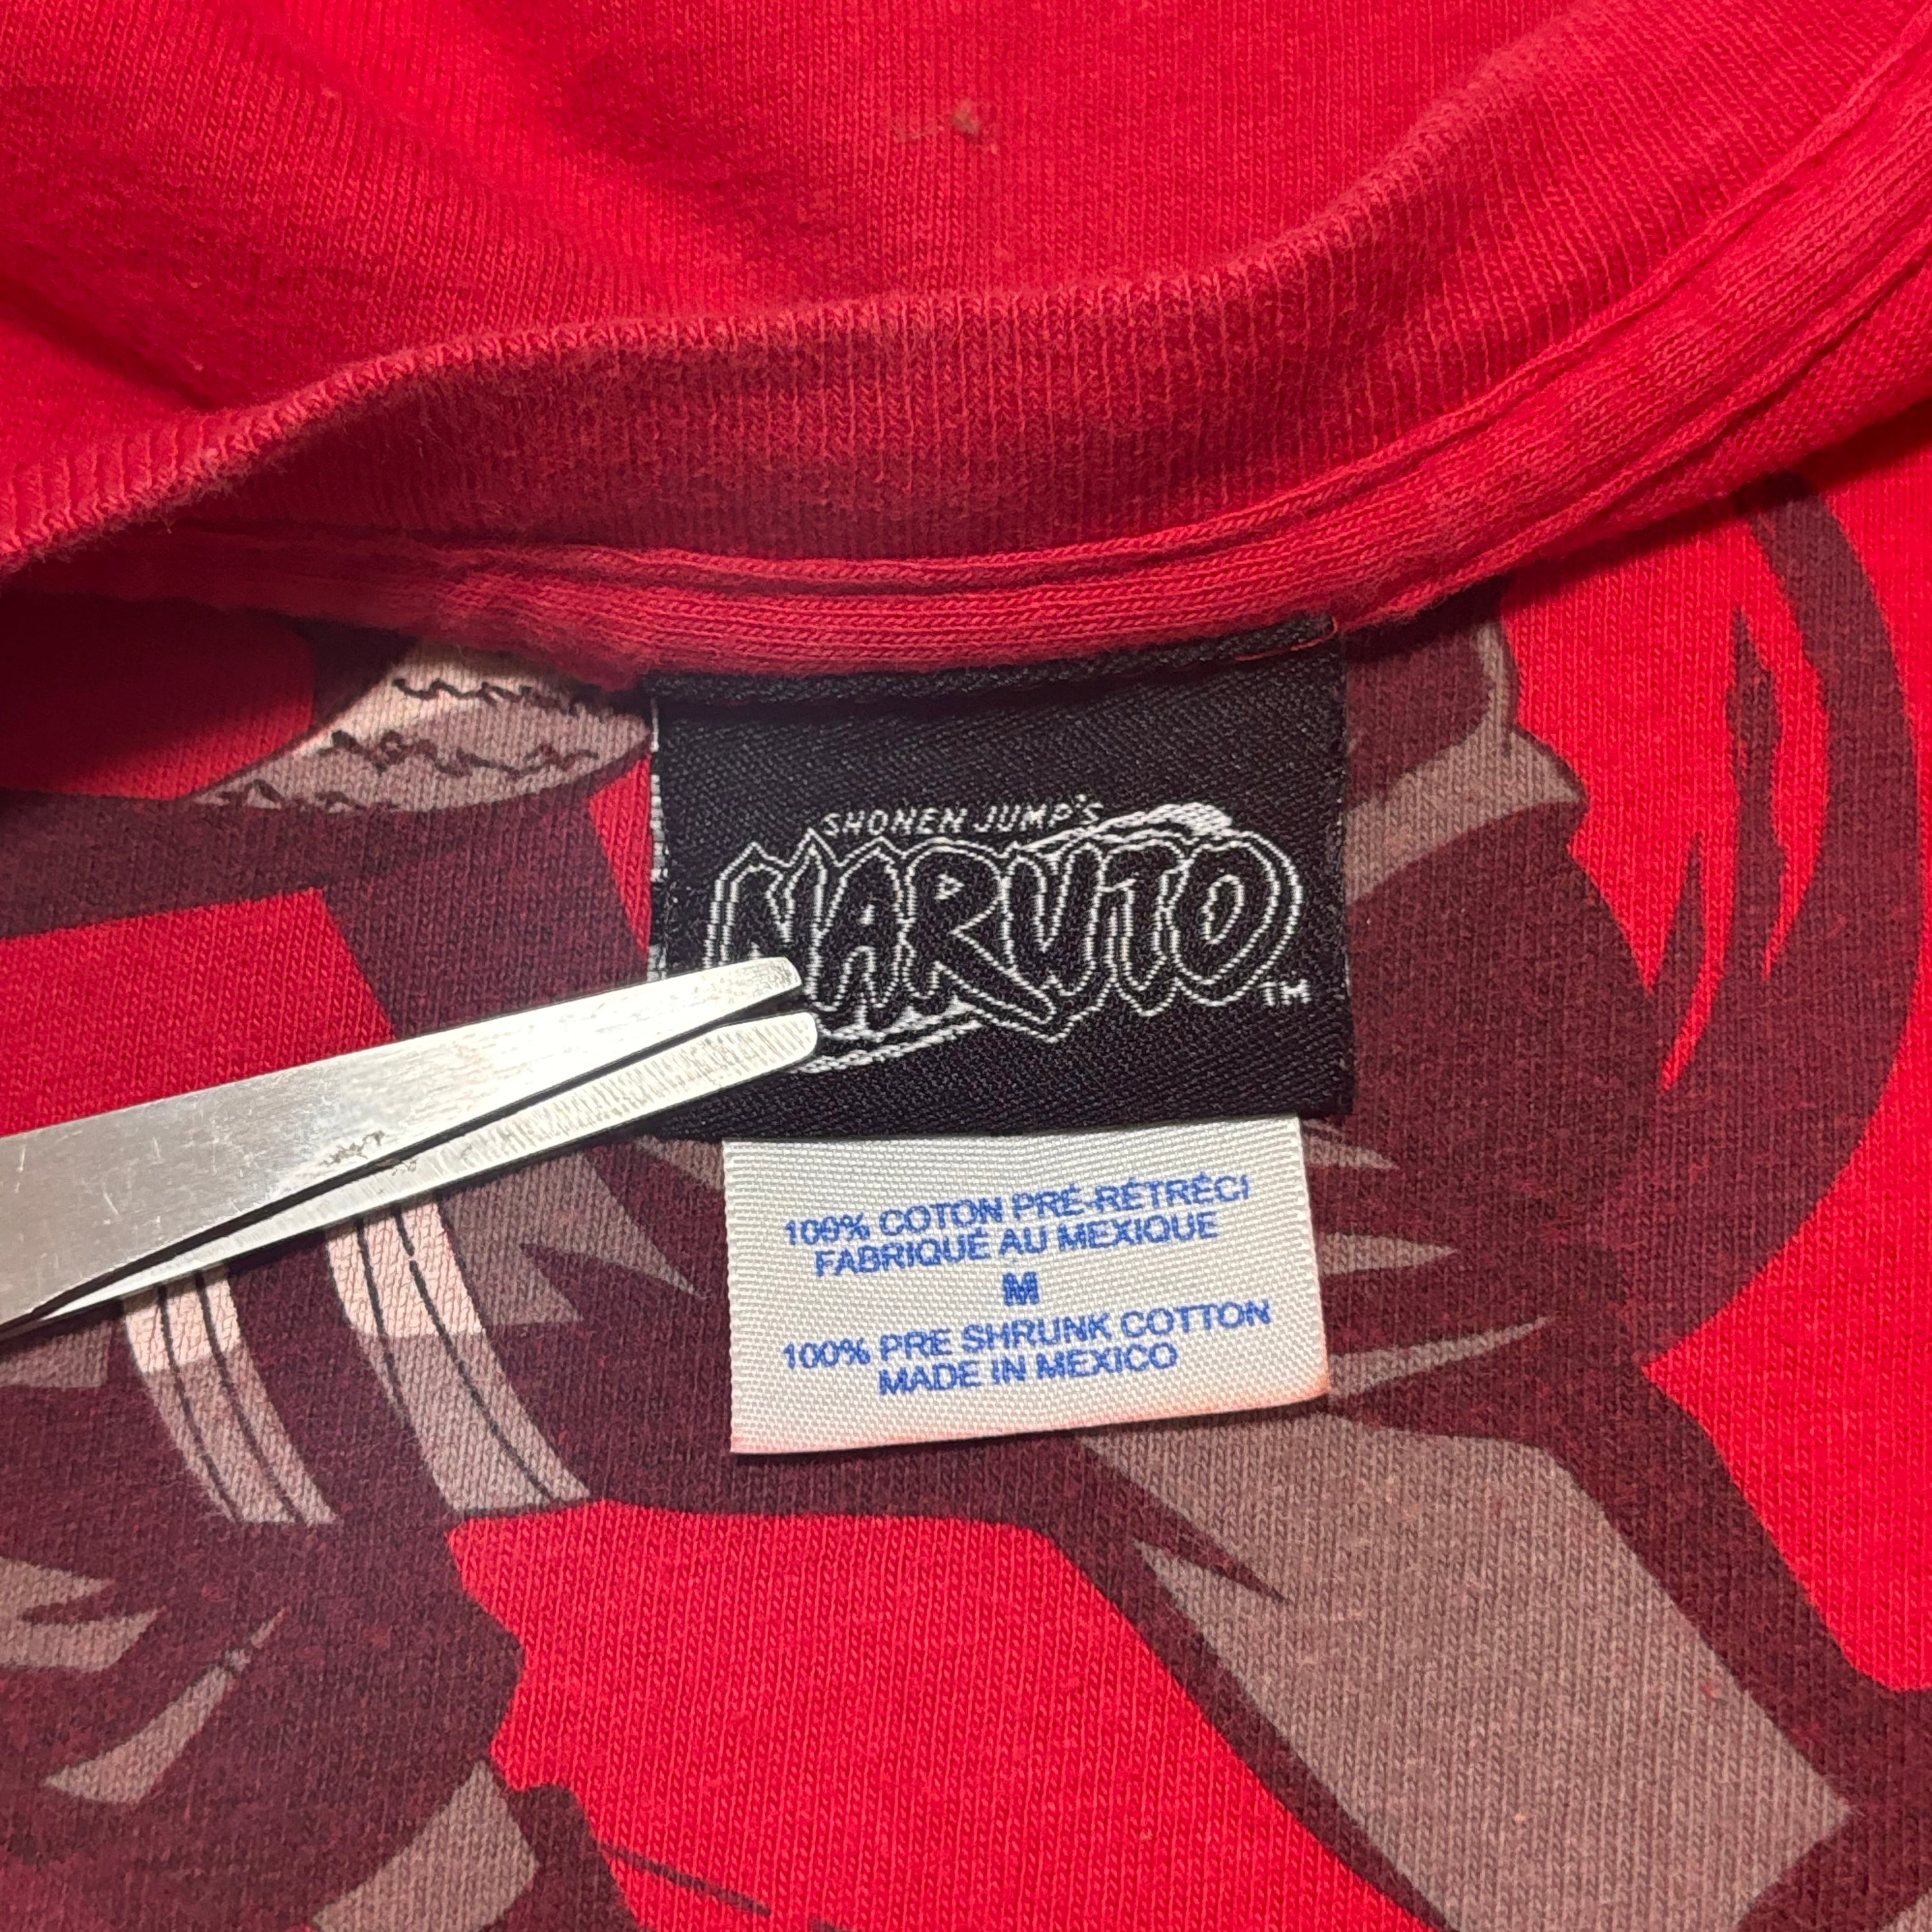 SHONEN JUMP'S
NARUTO
TM
100% COTON PRÉ-RÉTRÉCI
FABRIQUÉ AU MEXIQUE
M
100% PRE SHRUNK COTTON
MADE IN MEXICO